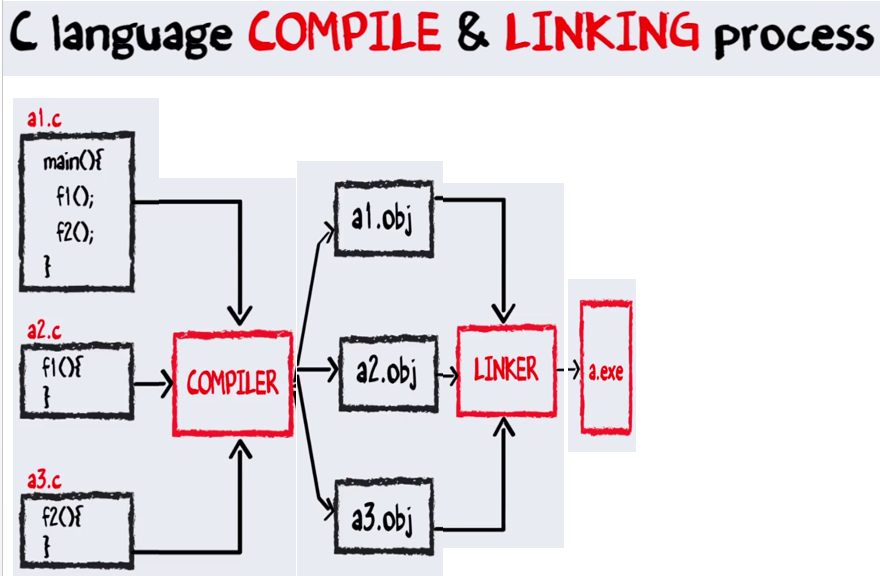 C language COMPILE & LINKING process
a1.c
main(){
f1();
f2();
}
a2.c
f1(){
}
a3.c
f2(){
}
COMPILER
a1.obj
a2.obj
a3.obj
LINKER
a.exe